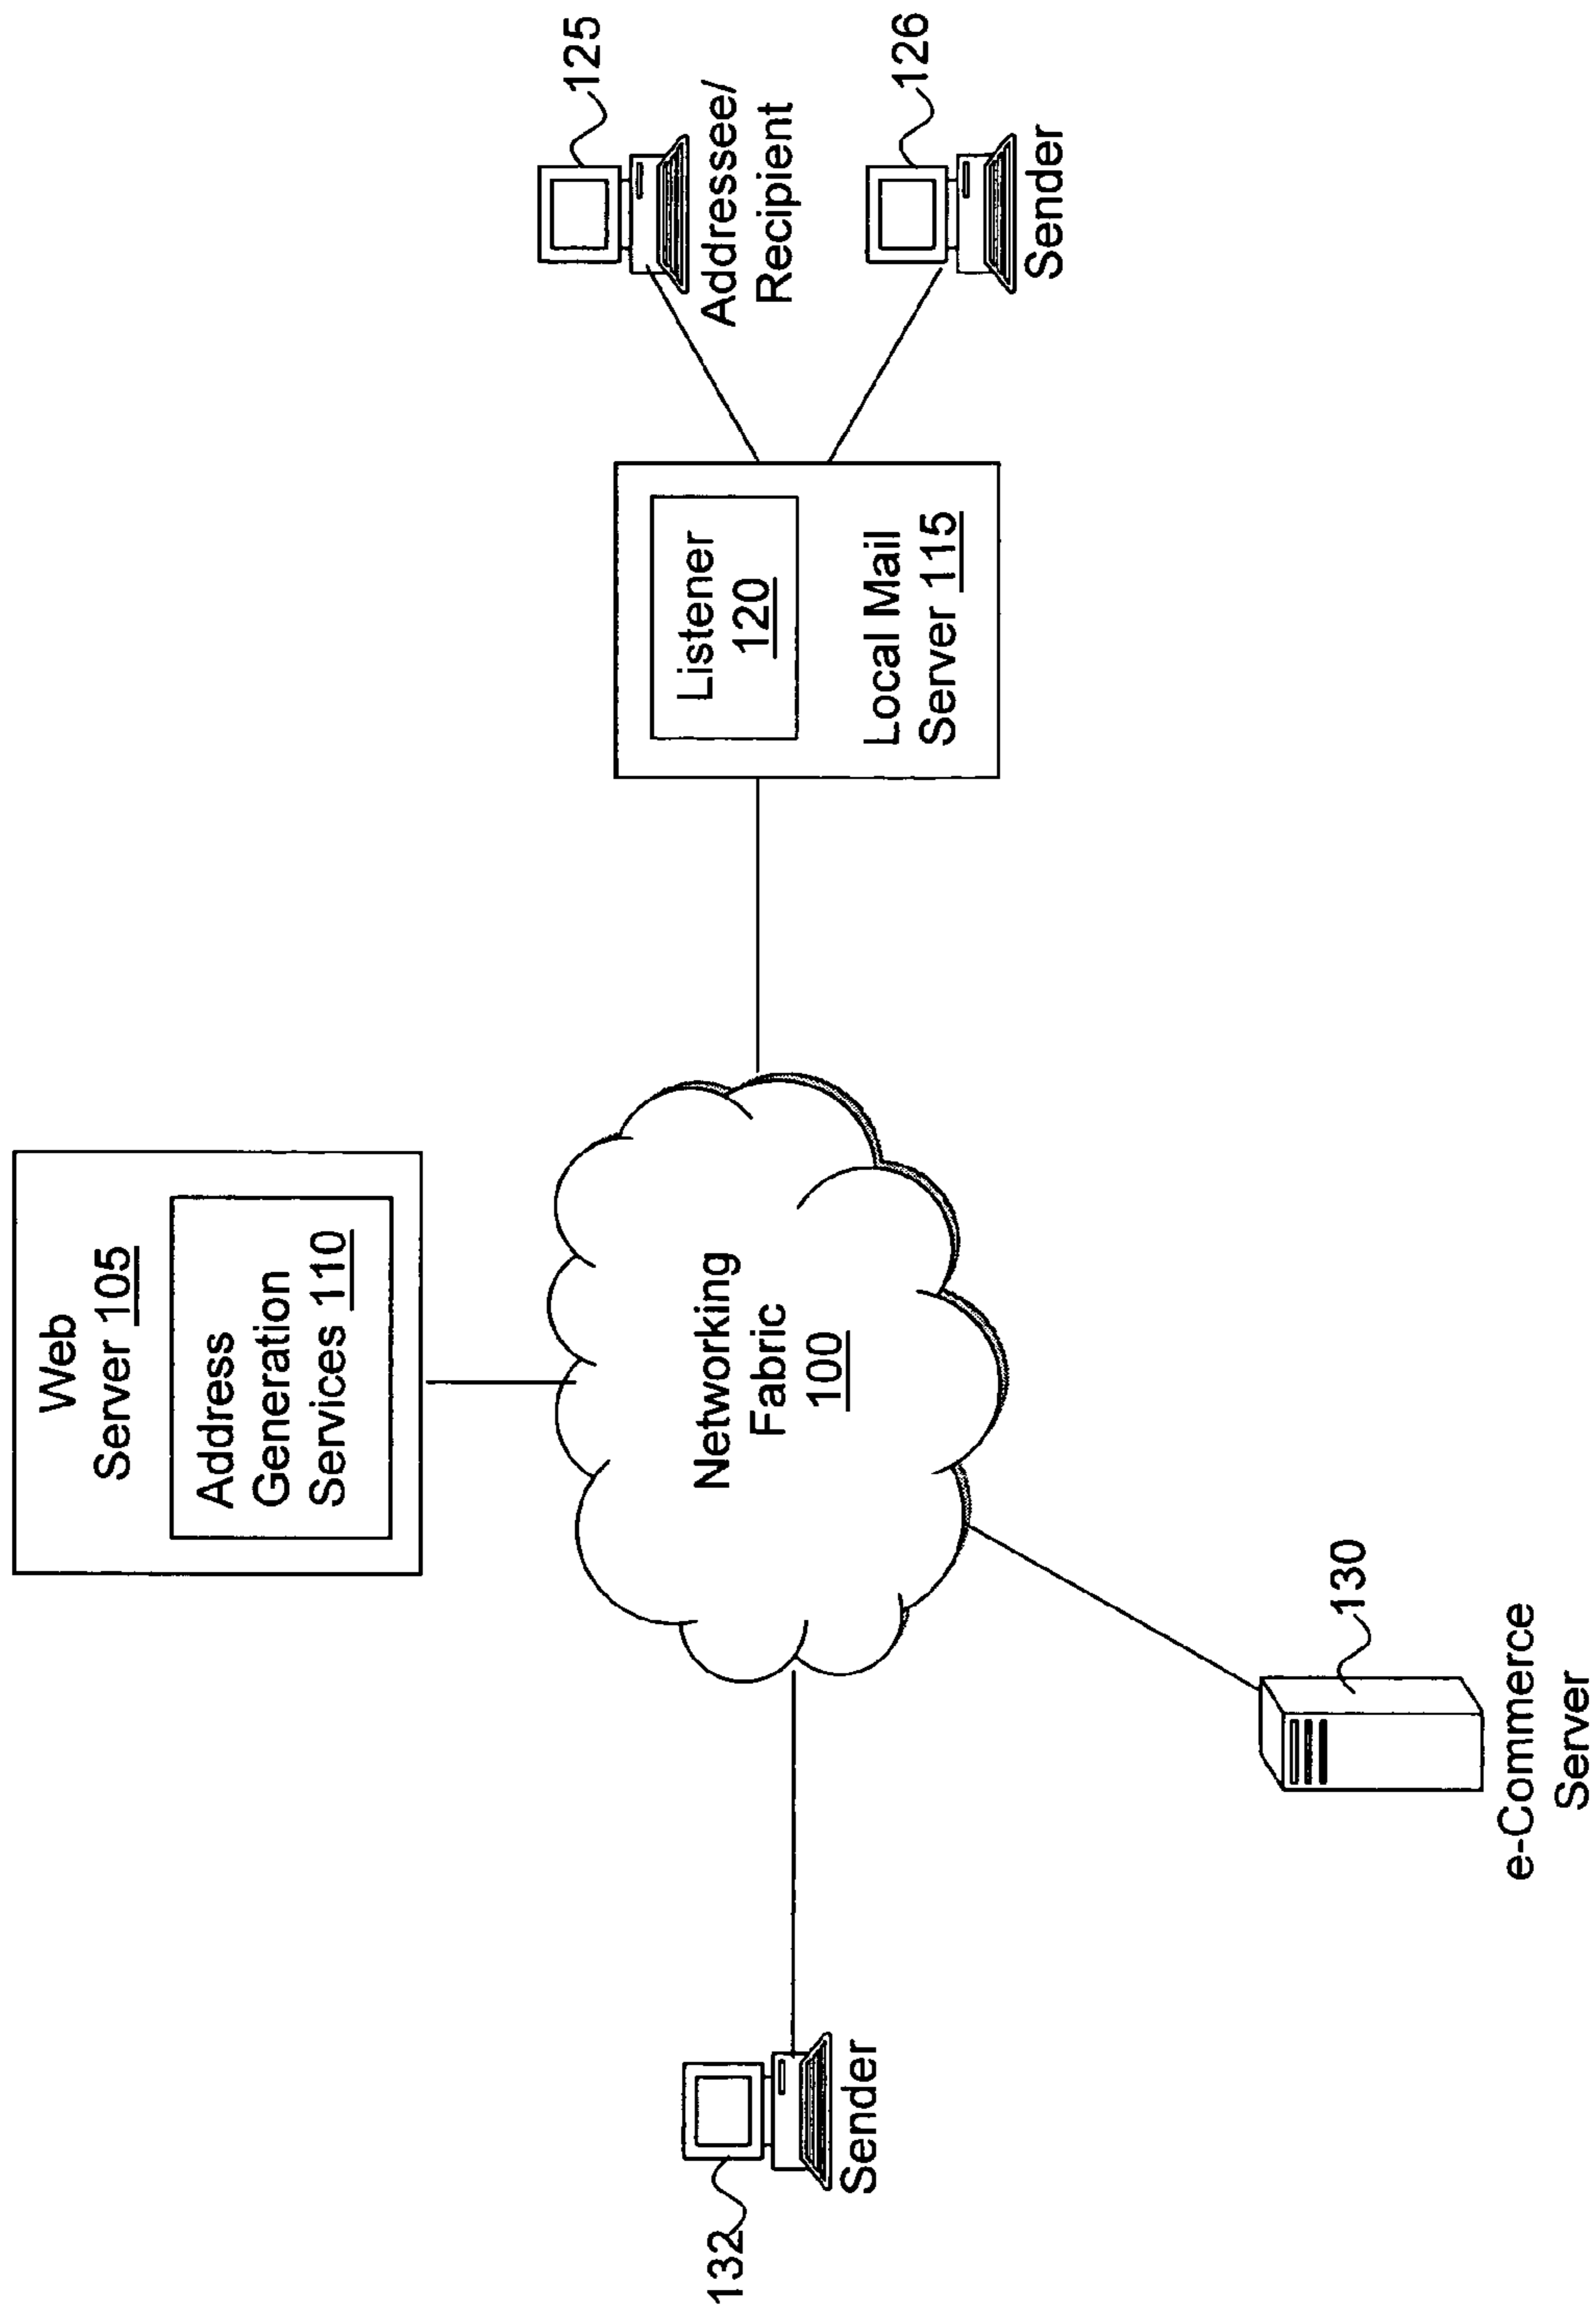 Web
Server 105
Address
Generation
Services 110
Networking
Fabric
100
Listener
120
Local Mail
Server 115
125
Addressee/
Recipient
126
Sender
132
Sender
130
e-Commerce
Server